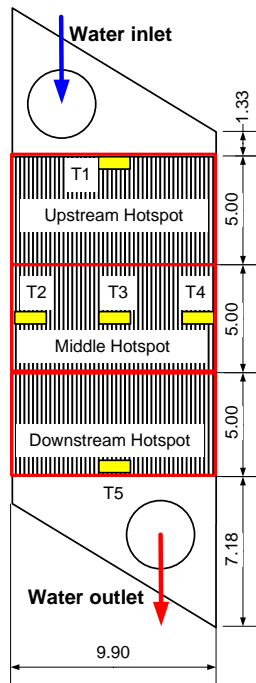 Water inlet
1.33
T1
Upstream Hotspot
5.00
T2 T3 T4
Middle Hotspot
5.00
Downstream Hotspot
5.00
T5
Water outlet
7.18
9.90